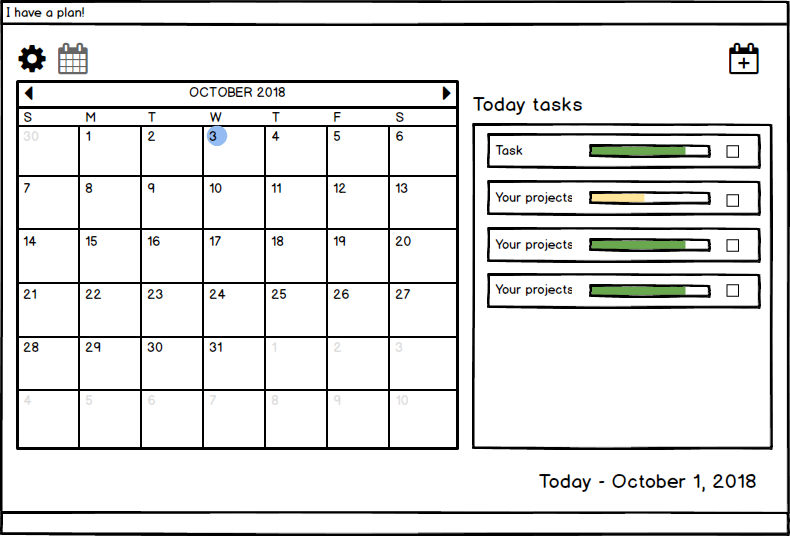 I have a plan!
OCTOBER 2018
S M T W T F S
30 1 2 3 4 5 6
7 8 9 10 11 12 13
14 15 16 17 18 19 20
21 22 23 24 25 26 27
28 29 30 31 1 2 3
4 5 6 7 8 9 10
Today tasks
Task
Your projects
Your projects
Your projects
Today - October 1, 2018